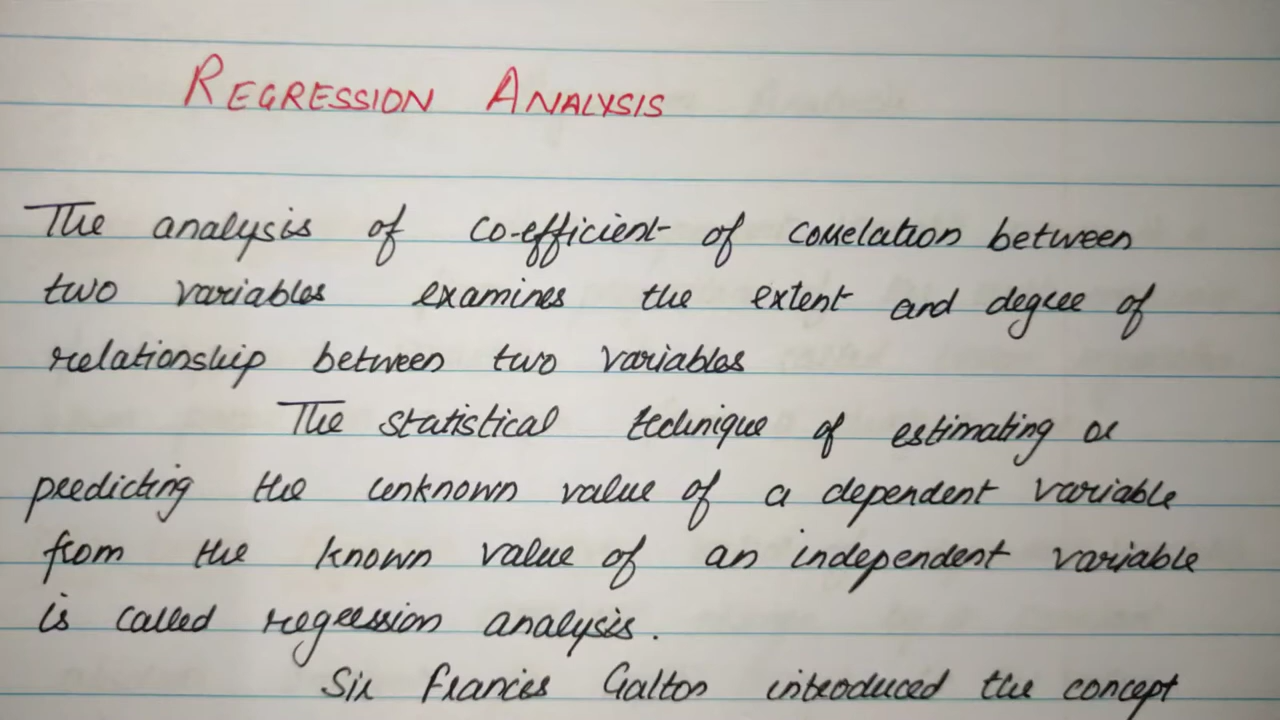 REGRESSION ANALYSIS
The analysis of co-efficient of correlation between
two variables examines the extent and degree of
relationship between two variables
The statistical technique of estimating or
predicting the unknown value of a dependent variable
from the known value of an independent variable
is called regression analysis.
Sir Francis Galton introduced the concept